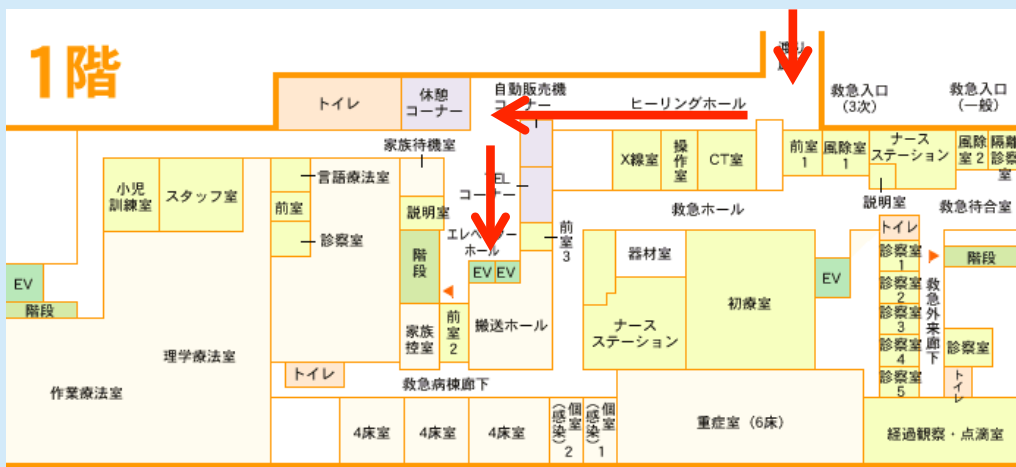 1階
トイレ
休憩
コーナー
自動販売機
コーナー
ヒーリングホール
渡り
救急入口
(3次)
救急入口
(一般)
家族待機室
X線室
操作室
CT室
前室
1
風除室
1
ナース
ステーション
風除室2
隔離診察室
小児
訓練室
スタッフ室
言語療法室
前室
診察室
説明室
TEL
コーナー
救急ホール
説明室
救急待合室
エレベーター
ホール
前室3
階段
EV
EV
器材室
初療室
EV
トイレ
診察室
1
診察室
2
診察室
3
診察室
4
診察室
5
救急外来廊下
階段
診察室
トイレ
EV
階段
家族
控室
前室2
搬送ホール
ナース
ステーション
理学療法室
作業療法室
トイレ
救急病棟廊下
4床室
4床室
4床室
個室(感染)2
個室(感染)1
重症室(6床)
経過観察・点滴室